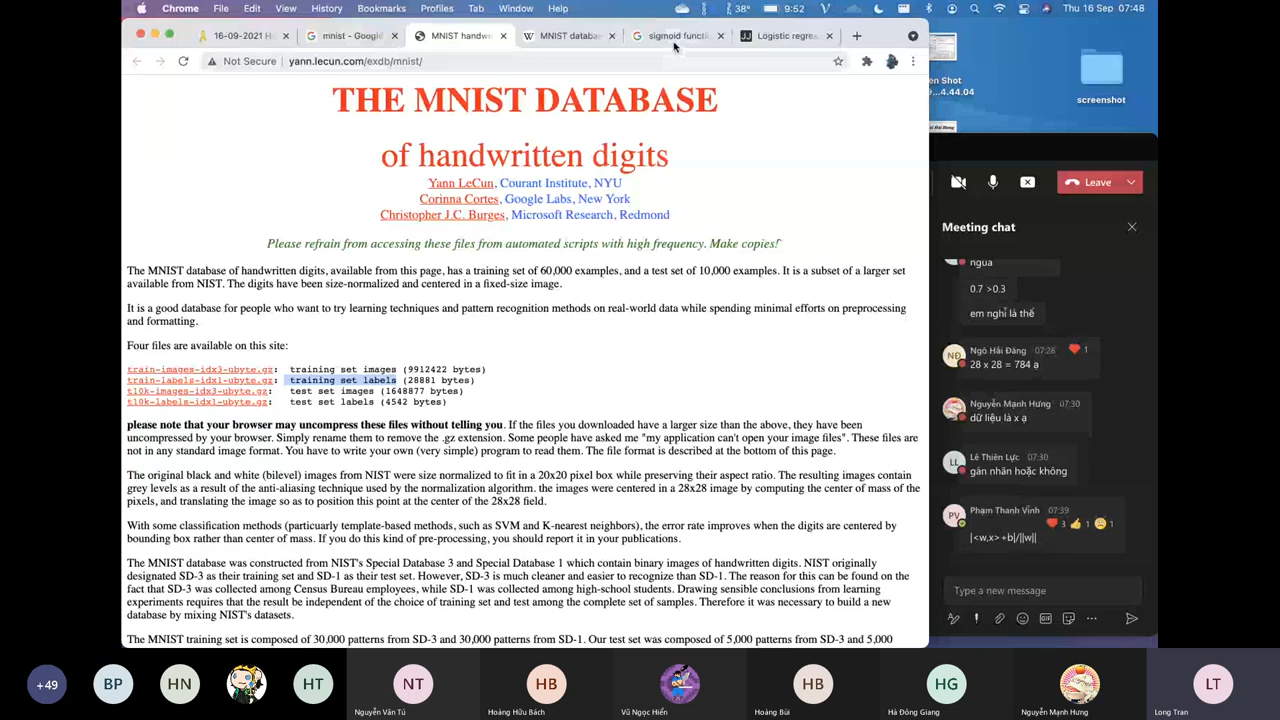 Chrome File Edit View History Bookmarks Profiles Tab Window Help
38° 92% Thu 16 Sep 07:48
16-09-2021 H
mnist - Google
MNIST handw
MNIST databa
sigmoid functi
Logistic regre
Not Secure yann.lecun.com/exdb/mnist/
THE MNIST DATABASE
of handwritten digits
Yann LeCun, Courant Institute, NYU
Corinna Cortes, Google Labs, New York
Christopher J.C. Burges, Microsoft Research, Redmond
Please refrain from accessing these files from automated scripts with high frequency. Make copies!
The MNIST database of handwritten digits, available from this page, has a training set of 60,000 examples, and a test set of 10,000 examples. It is a subset of a larger set
available from NIST. The digits have been size-normalized and centered in a fixed-size image.
It is a good database for people who want to try learning techniques and pattern recognition methods on real-world data while spending minimal efforts on preprocessing
and formatting.
Four files are available on this site:
train-images-idx3-ubyte.gz: training set images (9912422 bytes)
train-labels-idx1-ubyte.gz: training set labels (28881 bytes)
t10k-images-idx3-ubyte.gz: test set images (1648877 bytes)
t10k-labels-idx1-ubyte.gz: test set labels (4542 bytes)
please note that your browser may uncompress these files without telling you. If the files you downloaded have a larger size than the above, they have been
uncompressed by your browser. Simply rename them to remove the .gz extension. Some people have asked me "my application can't open your image files". These files are
not in any standard image format. You have to write your own (very simple) program to read them. The file format is described at the bottom of this page.
The original black and white (bilevel) images from NIST were size normalized to fit in a 20x20 pixel box while preserving their aspect ratio. The resulting images contain
grey levels as a result of the anti-aliasing technique used by the normalization algorithm. the images were centered in a 28x28 image by computing the center of mass of the
pixels, and translating the image so as to position this point at the center of the 28x28 field.
With some classification methods (particuarly template-based methods, such as SVM and K-nearest neighbors), the error rate improves when the digits are centered by
bounding box rather than center of mass. If you do this kind of pre-processing, you should report it in your publications.
The MNIST database was constructed from NIST's Special Database 3 and Special Database 1 which contain binary images of handwritten digits. NIST originally
designated SD-3 as their training set and SD-1 as their test set. However, SD-3 is much cleaner and easier to recognize than SD-1. The reason for this can be found on the
fact that SD-3 was collected among Census Bureau employees, while SD-1 was collected among high-school students. Drawing sensible conclusions from learning
experiments requires that the result be independent of the choice of training set and test among the complete set of samples. Therefore it was necessary to build a new
database by mixing NIST's datasets.
The MNIST training set is composed of 30,000 patterns from SD-3 and 30,000 patterns from SD-1. Our test set was composed of 5,000 patterns from SD-3 and 5,000
en Shot
9...4.44.04
screenshot
Leave
Meeting chat
ngua
0.7 >0.3
em nghỉ là thế
NĐ
Ngô Hải Đăng 07:28 1
28 x 28 = 784 ạ
Nguyễn Mạnh Hưng 07:30
dữ liệu là x ạ
LL
Lê Thiên Lực 07:30
gán nhãn hoặc không
PV
Phạm Thanh Vĩnh 07:39
3 1 1
|<w,x>+b|/||w||
Type a new message
GIF
+49
BP
HN
HT
NT
Nguyễn Văn Tú
HB
Hoàng Hữu Bách
Vũ Ngọc Hiển
HB
Hoàng Bùi
HG
Hà Đông Giang
Nguyễn Mạnh Hưng
LT
Long Tran